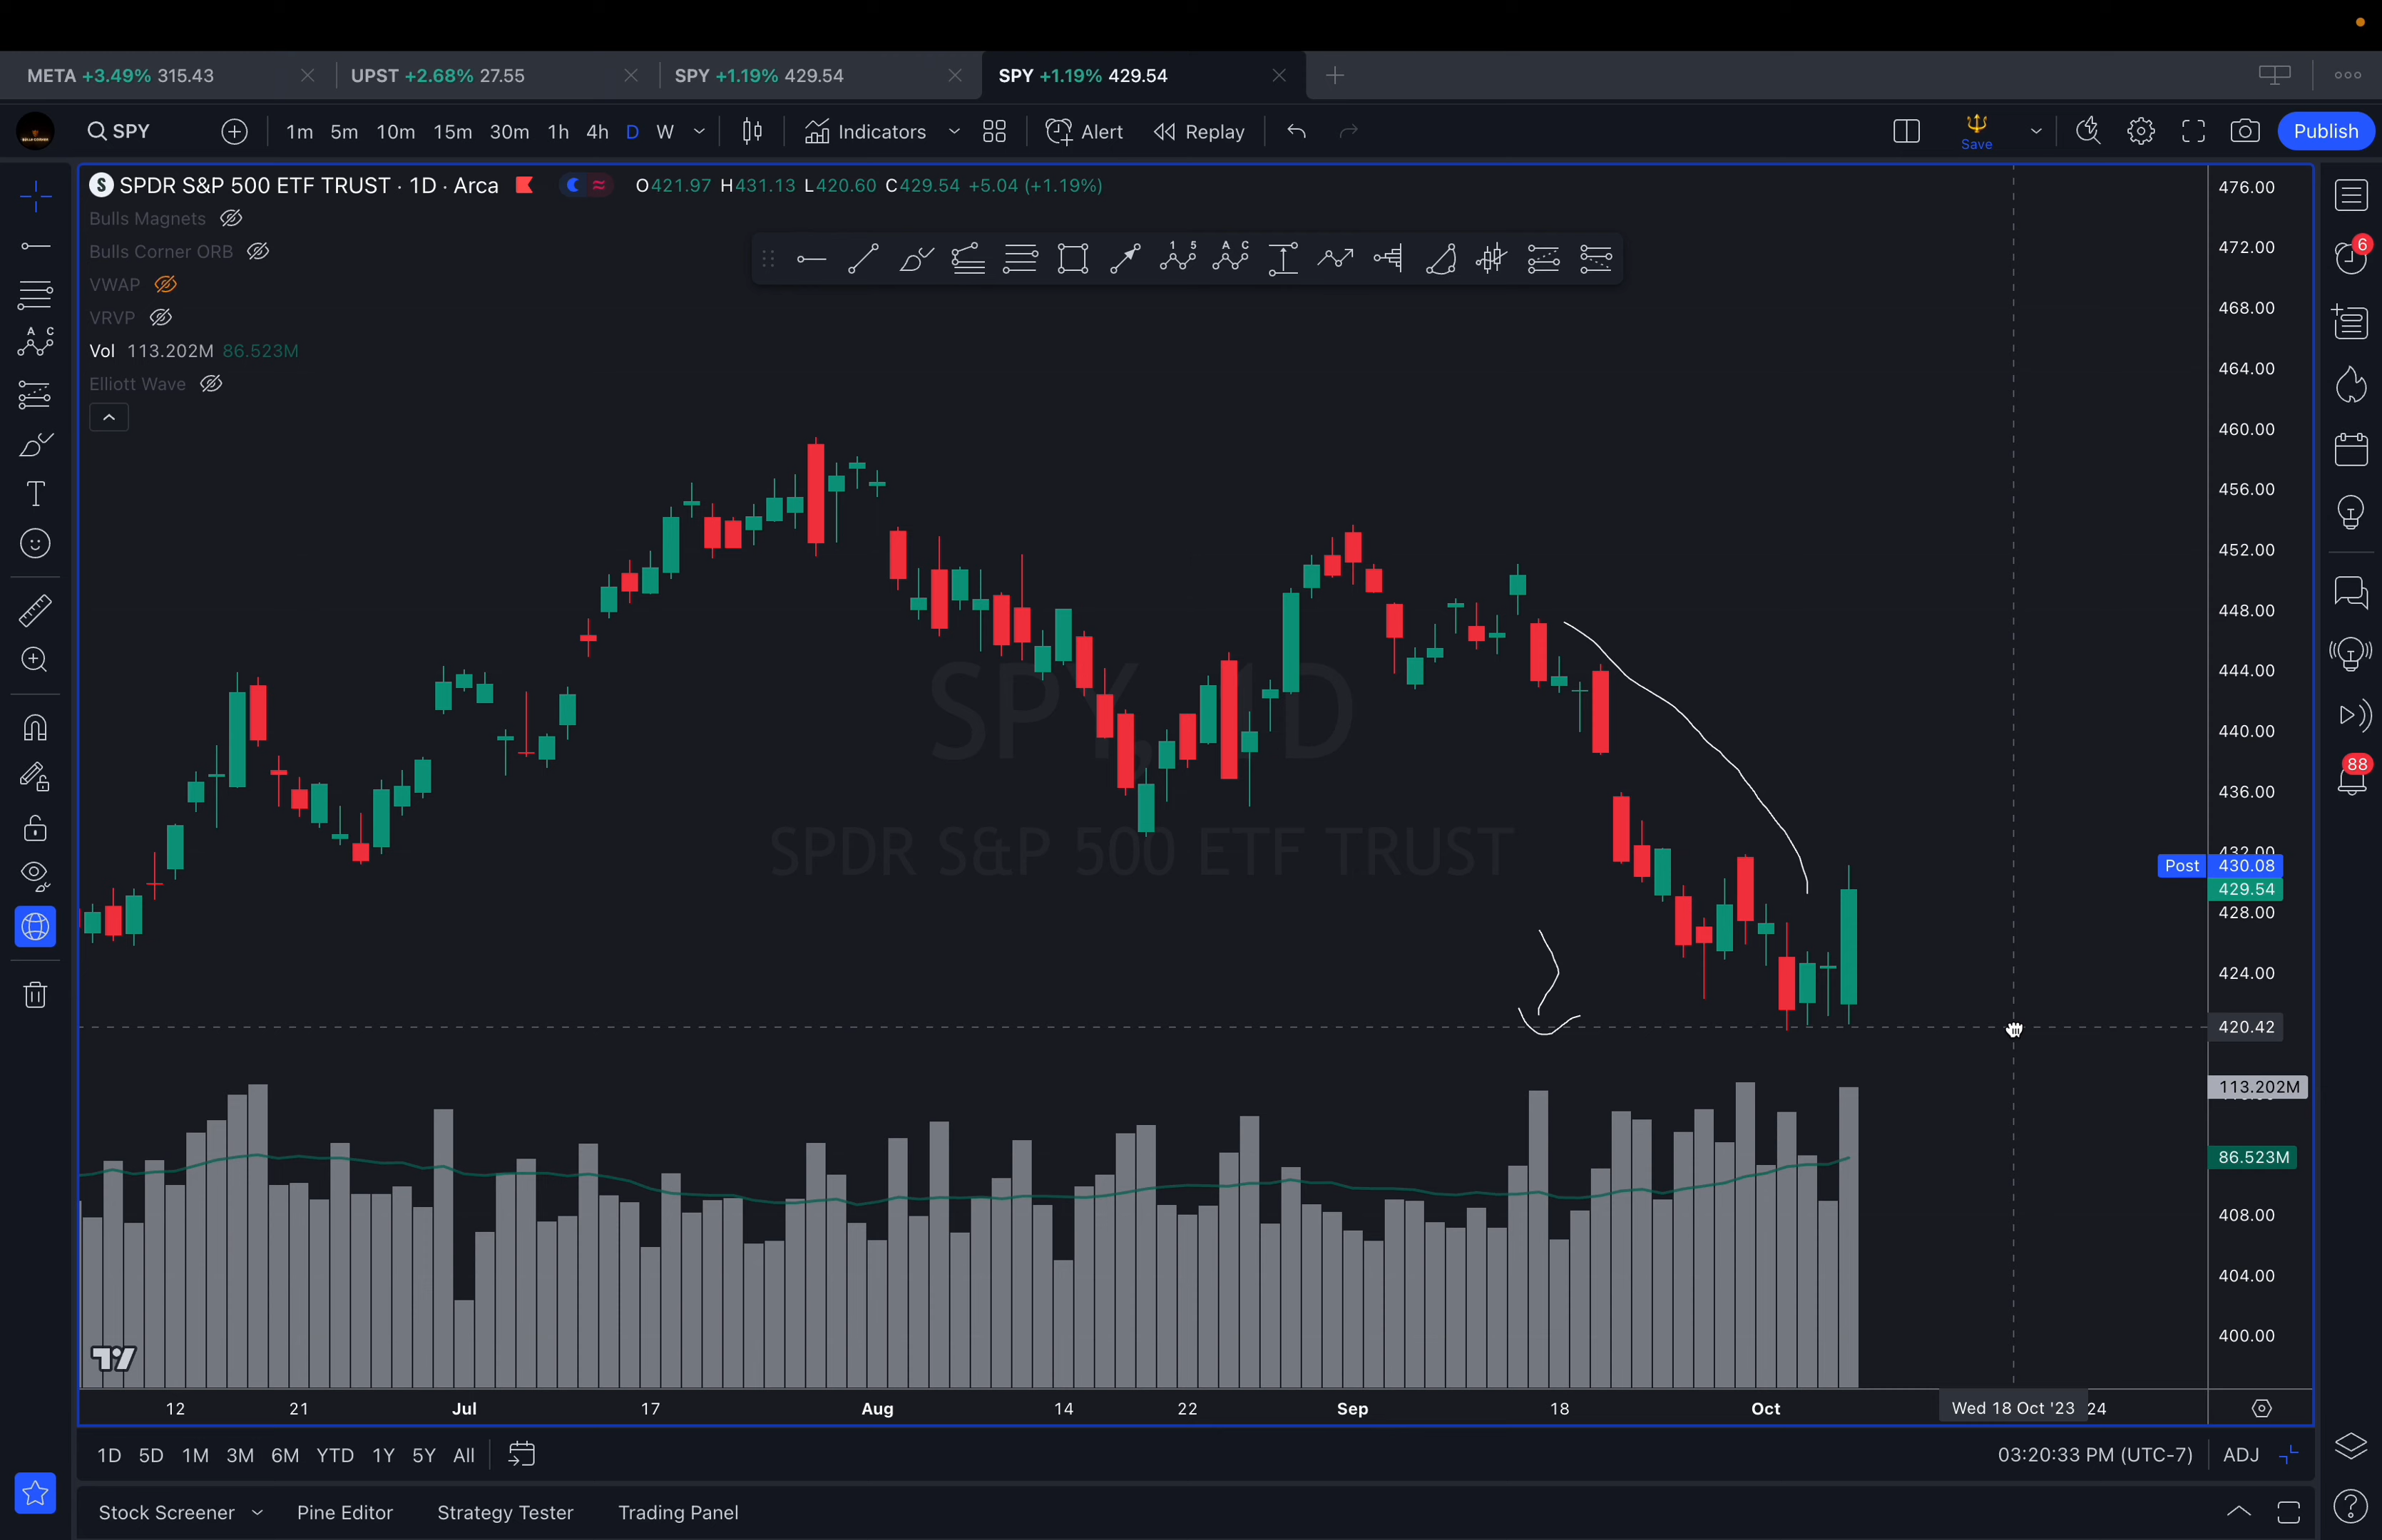 META +3.49% 315.43
UPST +2.68% 27.55
SPY +1.19% 429.54
SPY +1.19% 429.54
SPY
1m 5m 10m 15m 30m 1h 4h D W
Indicators
Alert
Replay
Save
Publish
S SPDR S&P 500 ETF TRUST · 1D · Arca
O421.97 H431.13 L420.60 C429.54 +5.04 (+1.19%)
Bulls Magnets
Bulls Corner ORB
VWAP
VRVP
Vol 113.202M 86.523M
Elliott Wave
1 5
A C
A C
T
SPY, 1D
SPDR S&P 500 ETF TRUST
476.00
472.00
468.00
464.00
460.00
456.00
452.00
448.00
444.00
440.00
436.00
432.00
Post 430.08
429.54
428.00
424.00
420.42
113.202M
86.523M
408.00
404.00
400.00
6
88
12 21 Jul 17 Aug 14 22 Sep 18 Oct Wed 18 Oct '23 24
1D 5D 1M 3M 6M YTD 1Y 5Y All
03:20:33 PM (UTC-7) ADJ
Stock Screener Pine Editor Strategy Tester Trading Panel